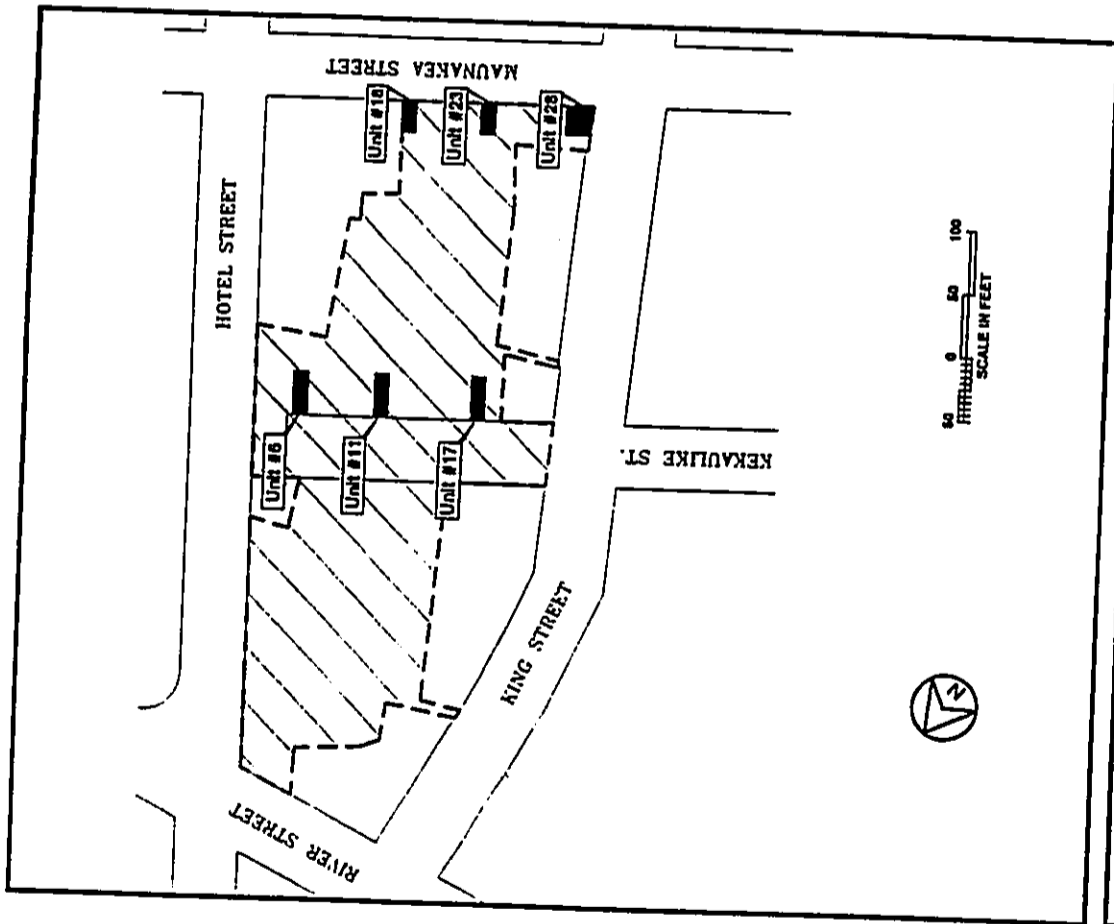 MAUNAKEA STREET
Unit #18
Unit #23
Unit #28
HOTEL STREET
Unit #6
Unit #11
Unit #17
KEKAULIKE ST.
KING STREET
RIVER STREET
50 0 50 100
SCALE IN FEET
N